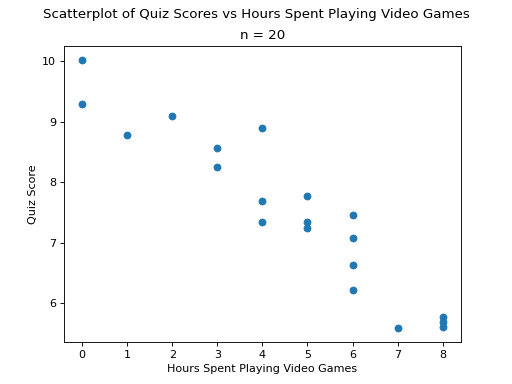 Scatterplot of Quiz Scores vs Hours Spent Playing Video Games
n = 20
10
9
8
7
6
Quiz Score
0 1 2 3 4 5 6 7 8
Hours Spent Playing Video Games